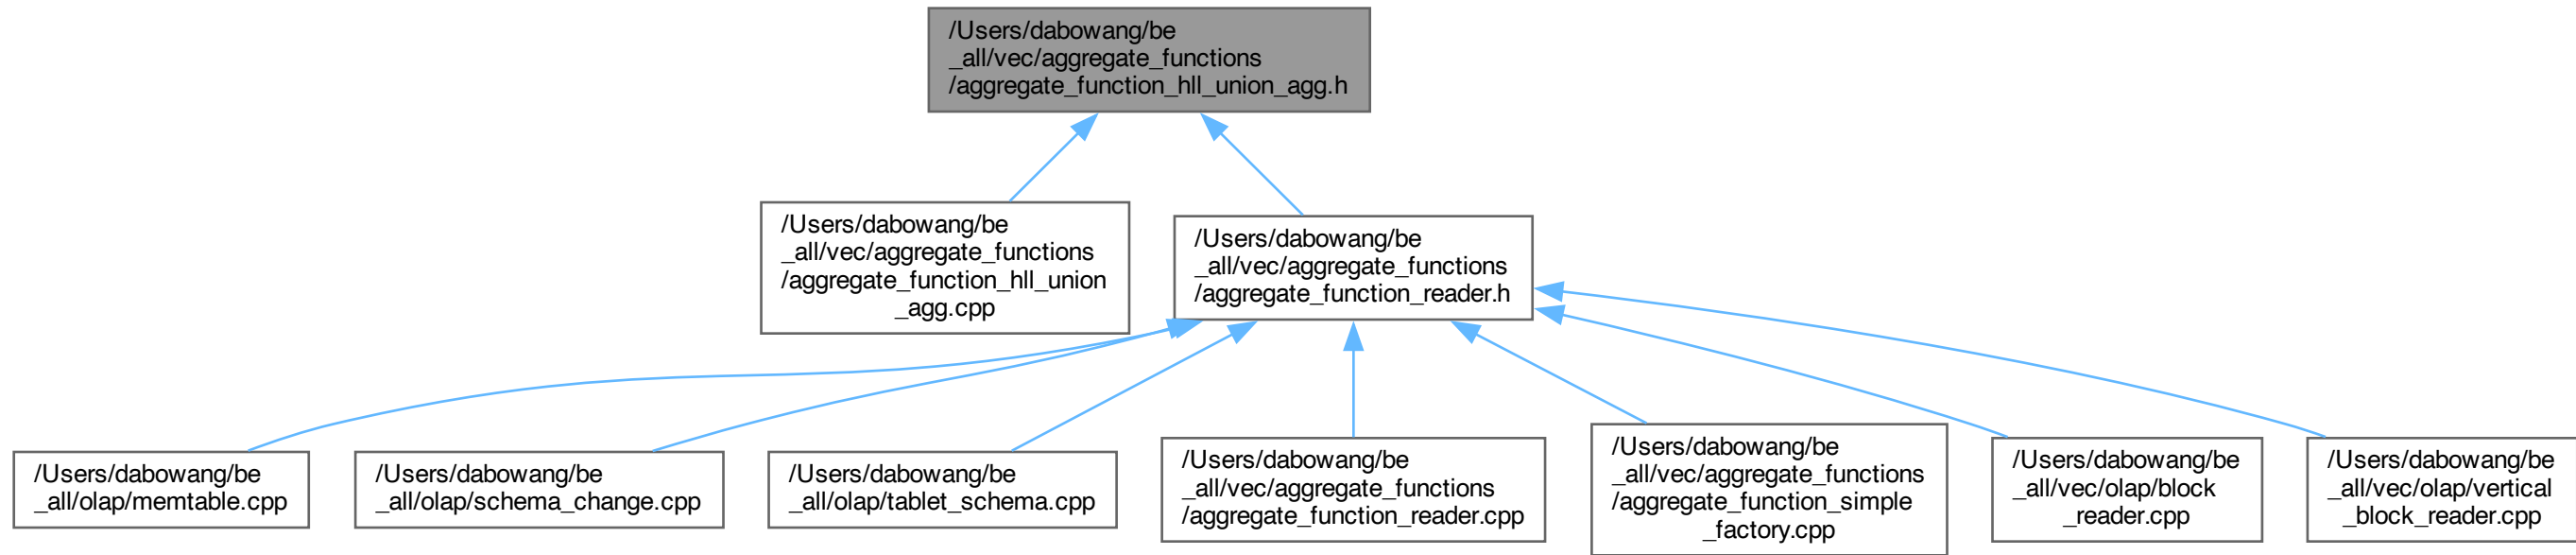 /Users/dabowang/be
_all/vec/aggregate_functions
/aggregate_function_hll_union_agg.h
/Users/dabowang/be
_all/vec/aggregate_functions
/aggregate_function_hll_union
_agg.cpp
/Users/dabowang/be
_all/vec/aggregate_functions
/aggregate_function_reader.h
/Users/dabowang/be
_all/olap/memtable.cpp
/Users/dabowang/be
_all/olap/schema_change.cpp
/Users/dabowang/be
_all/olap/tablet_schema.cpp
/Users/dabowang/be
_all/vec/aggregate_functions
/aggregate_function_reader.cpp
/Users/dabowang/be
_all/vec/aggregate_functions
/aggregate_function_simple
_factory.cpp
/Users/dabowang/be
_all/vec/olap/block
_reader.cpp
/Users/dabowang/be
_all/vec/olap/vertical
_block_reader.cpp